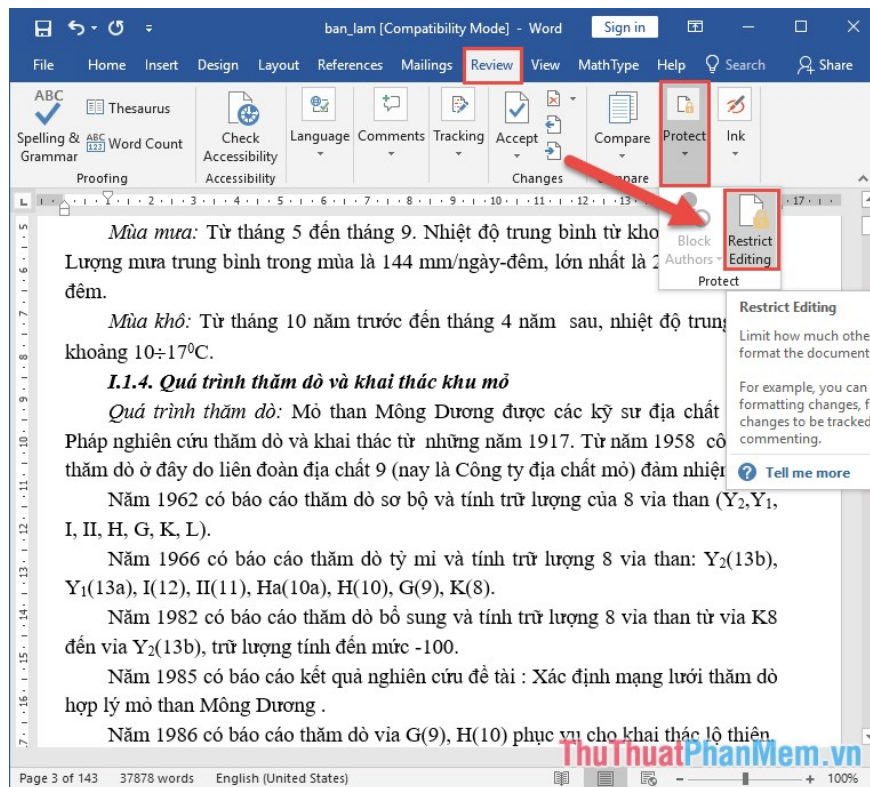 ban_lam [Compatibility Mode] - Word
Sign in
File Home Insert Design Layout References Mailings Review View MathType Help Search Share
ABC
Spelling & Grammar
Thesaurus
ABC 123 Word Count
Proofing
Check Accessibility
Accessibility
Language
Comments
Tracking
Accept
Changes
Compare
Compare
Protect
Ink
Block Authors
Restrict Editing
Protect
Restrict Editing
Limit how much othe
format the document
For example, you can
formatting changes, f
changes to be tracked
commenting.
Tell me more
Mùa mưa: Từ tháng 5 đến tháng 9. Nhiệt độ trung bình từ kho
Lượng mưa trung bình trong mùa là 144 mm/ngày-đêm, lớn nhất là 2
đêm.
Mùa khô: Từ tháng 10 năm trước đến tháng 4 năm sau, nhiệt độ trung
khoảng 10÷17⁰C.
I.1.4. Quá trình thăm dò và khai thác khu mỏ
Quá trình thăm dò: Mỏ than Mông Dương được các kỹ sư địa chất
Pháp nghiên cứu thăm dò và khai thác từ những năm 1917. Từ năm 1958 cô
thăm dò ở đây do liên đoàn địa chất 9 (nay là Công ty địa chất mỏ) đảm nhiệ
Năm 1962 có báo cáo thăm dò sơ bộ và tính trữ lượng của 8 vỉa than (Y₂,Y₁,
I, II, H, G, K, L).
Năm 1966 có báo cáo thăm dò tỷ mỉ và tính trữ lượng 8 vỉa than: Y₂(13b),
Y₁(13a), I(12), II(11), Ha(10a), H(10), G(9), K(8).
Năm 1982 có báo cáo thăm dò bổ sung và tính trữ lượng 8 vỉa than từ vỉa K8
đến vỉa Y₂(13b), trữ lượng tính đến mức -100.
Năm 1985 có báo cáo kết quả nghiên cứu đề tài : Xác định mạng lưới thăm dò
hợp lý mỏ than Mông Dương .
Năm 1986 có báo cáo thăm dò vỉa G(9), H(10) phục vụ cho khai thác lộ thiên
ThuThuatPhanMem.vn
Page 3 of 143 37878 words English (United States) 100%